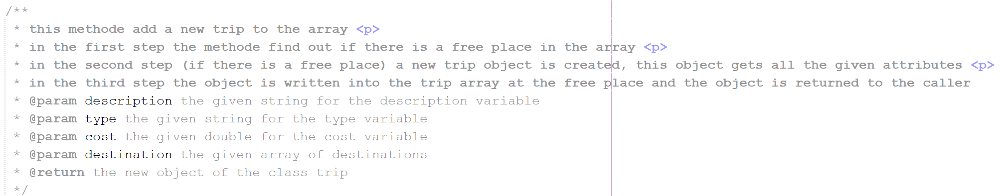 /**
* this methode add a new trip to the array <p>
* in the first step the methode find out if there is a free place in the array <p>
* in the second step (if there is a free place) a new trip object is created, this object gets all the given attributes <p>
* in the third step the object is written into the trip array at the free place and the object is returned to the caller
* @param description the given string for the description variable
* @param type the given string for the type variable
* @param cost the given double for the cost variable
* @param destination the given array of destinations
* @return the new object of the class trip
*/